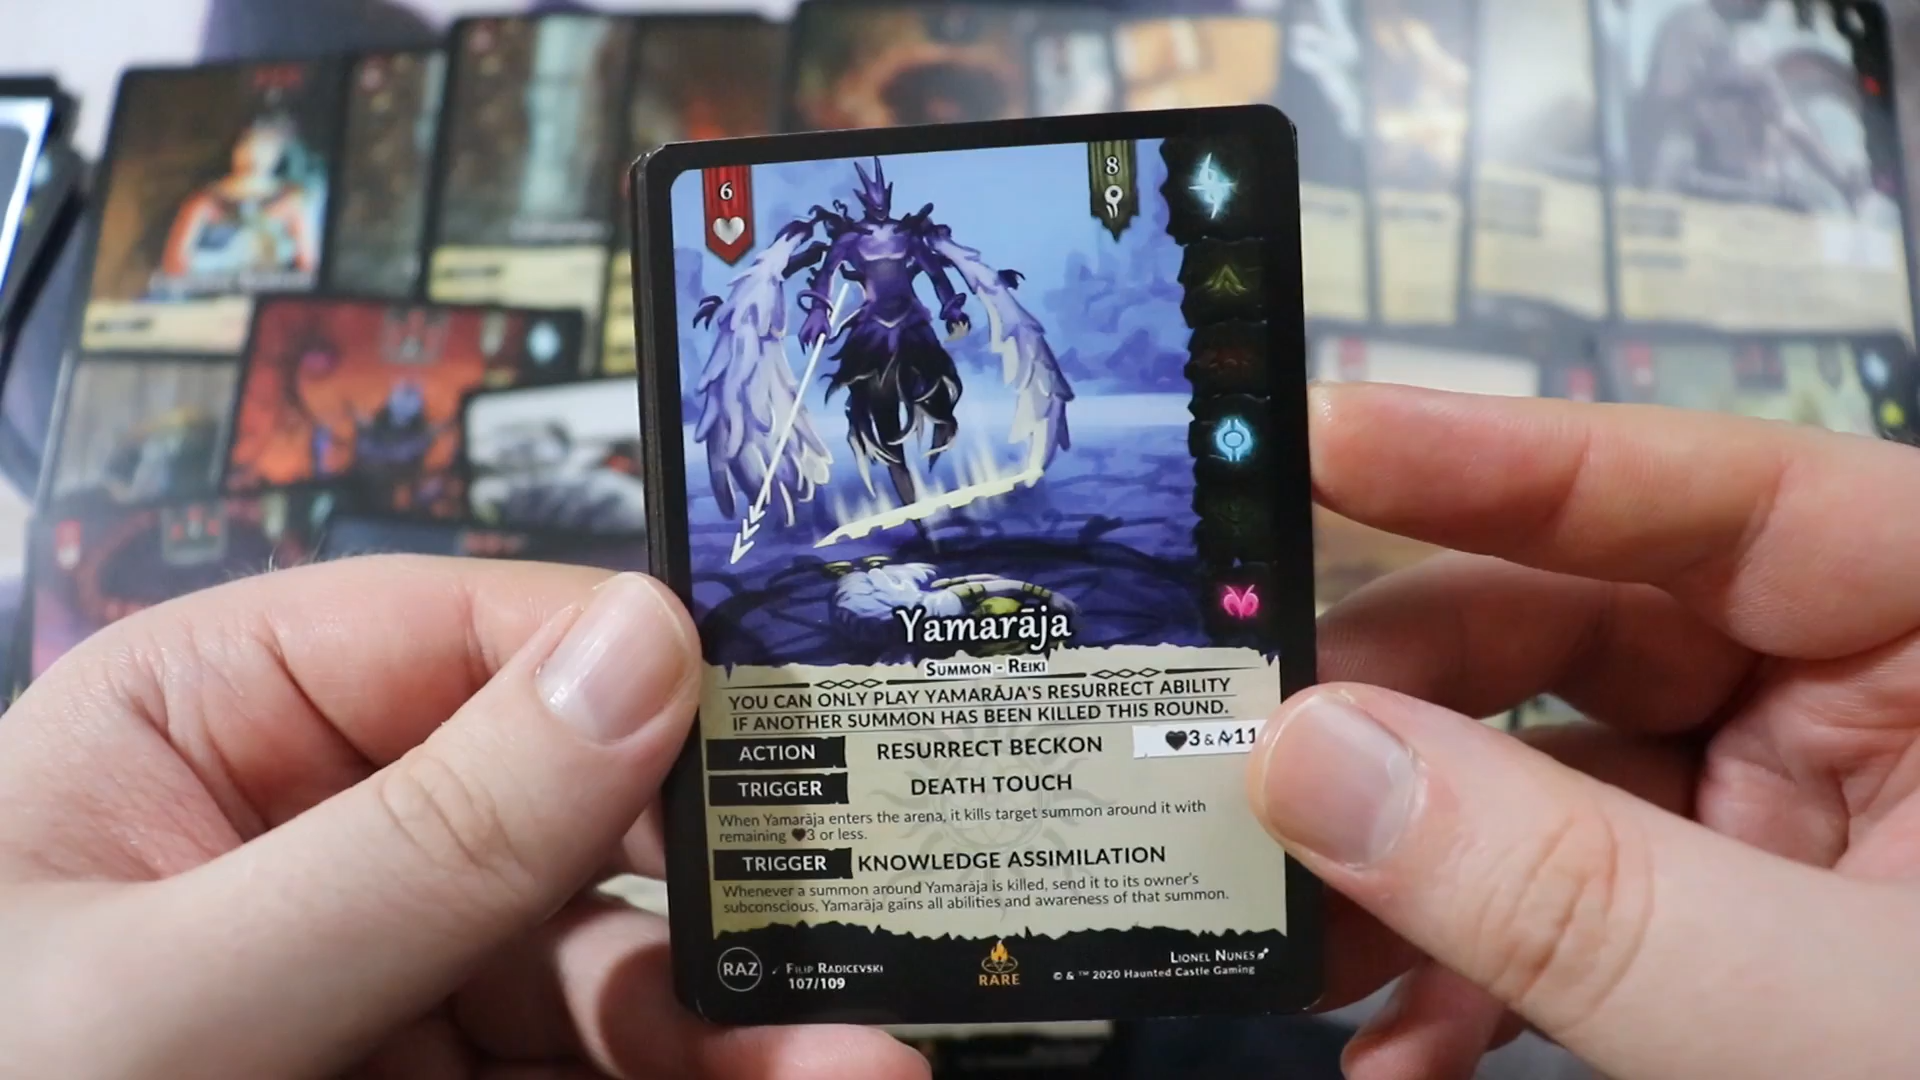 6
8
6
Yamarāja
SUMMON - REIKI
YOU CAN ONLY PLAY YAMARĀJA'S RESURRECT ABILITY
IF ANOTHER SUMMON HAS BEEN KILLED THIS ROUND.
ACTION RESURRECT BECKON 3 & 11
TRIGGER DEATH TOUCH
When Yamarāja enters the arena, it kills target summon around it with
remaining 3 or less.
TRIGGER KNOWLEDGE ASSIMILATION
Whenever a summon around Yamarāja is killed, send it to its owner's
subconscious, Yamarāja gains all abilities and awareness of that summon.
RAZ FILIP RADICEVSKI
107/109
RARE
LIONEL NUNES
© & ™ 2020 Haunted Castle Gaming